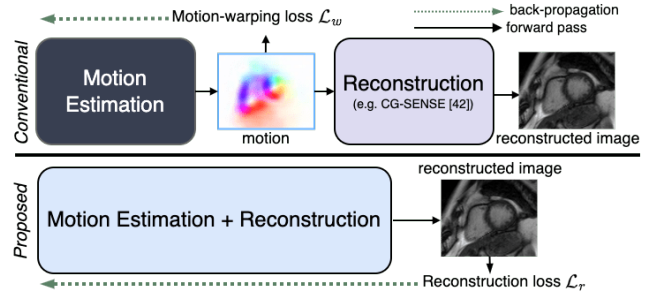 Motion-warping loss ℒ_w
back-propagation
forward pass
Conventional
Motion
Estimation
motion
Reconstruction
(e.g. CG-SENSE [42])
reconstructed image
Proposed
Motion Estimation + Reconstruction
reconstructed image
Reconstruction loss ℒ_r